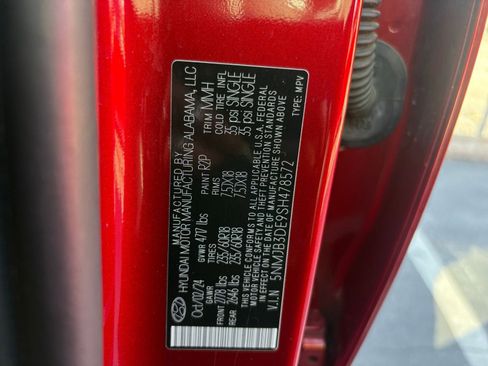 MANUFACTURED BY
HYUNDAI MOTOR MANUFACTURING ALABAMA, LLC
Oct/02/24 GVWR 4717 lbs PAINT R2P TRIM MMH
GAWR TIRES RIMS COLD TIRE INFL
FRONT 2778 lbs 235/60R18 7.5JX18 35 psi SINGLE
REAR 2646 lbs 235/60R18 7.5JX18 35 psi SINGLE
THIS VEHICLE CONFORMS TO ALL APPLICABLE U.S.A. FEDERAL
MOTOR VEHICLE SAFETY AND THEFT PREVENTION STANDARDS
IN EFFECT ON THE DATE OF MANUFACTURE SHOWN ABOVE
V.I.N 5NMJB3DE9SH478572 TYPE: MPV